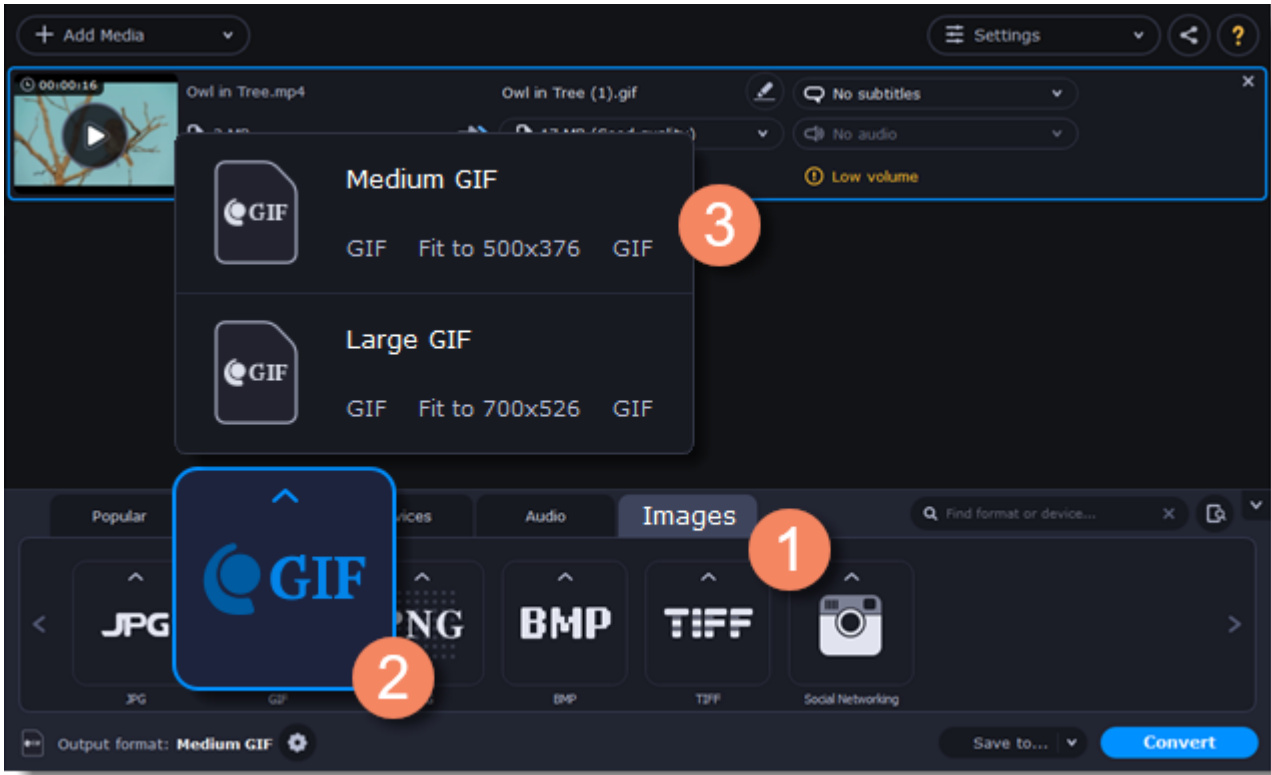 Add Media
Settings
?
00:00:16
Owl in Tree.mp4
Owl in Tree (1).gif
No subtitles
No audio
Low volume
Medium GIF
GIF
GIF Fit to 500x376 GIF
3
Large GIF
GIF
GIF Fit to 700x526 GIF
Popular
Audio
Images
Find format or device...
1
GIF
JPG
NG
BMP
TIFF
2
JPG
GIF
BMP
TIFF
Social Networking
Output format: Medium GIF
Save to...
Convert